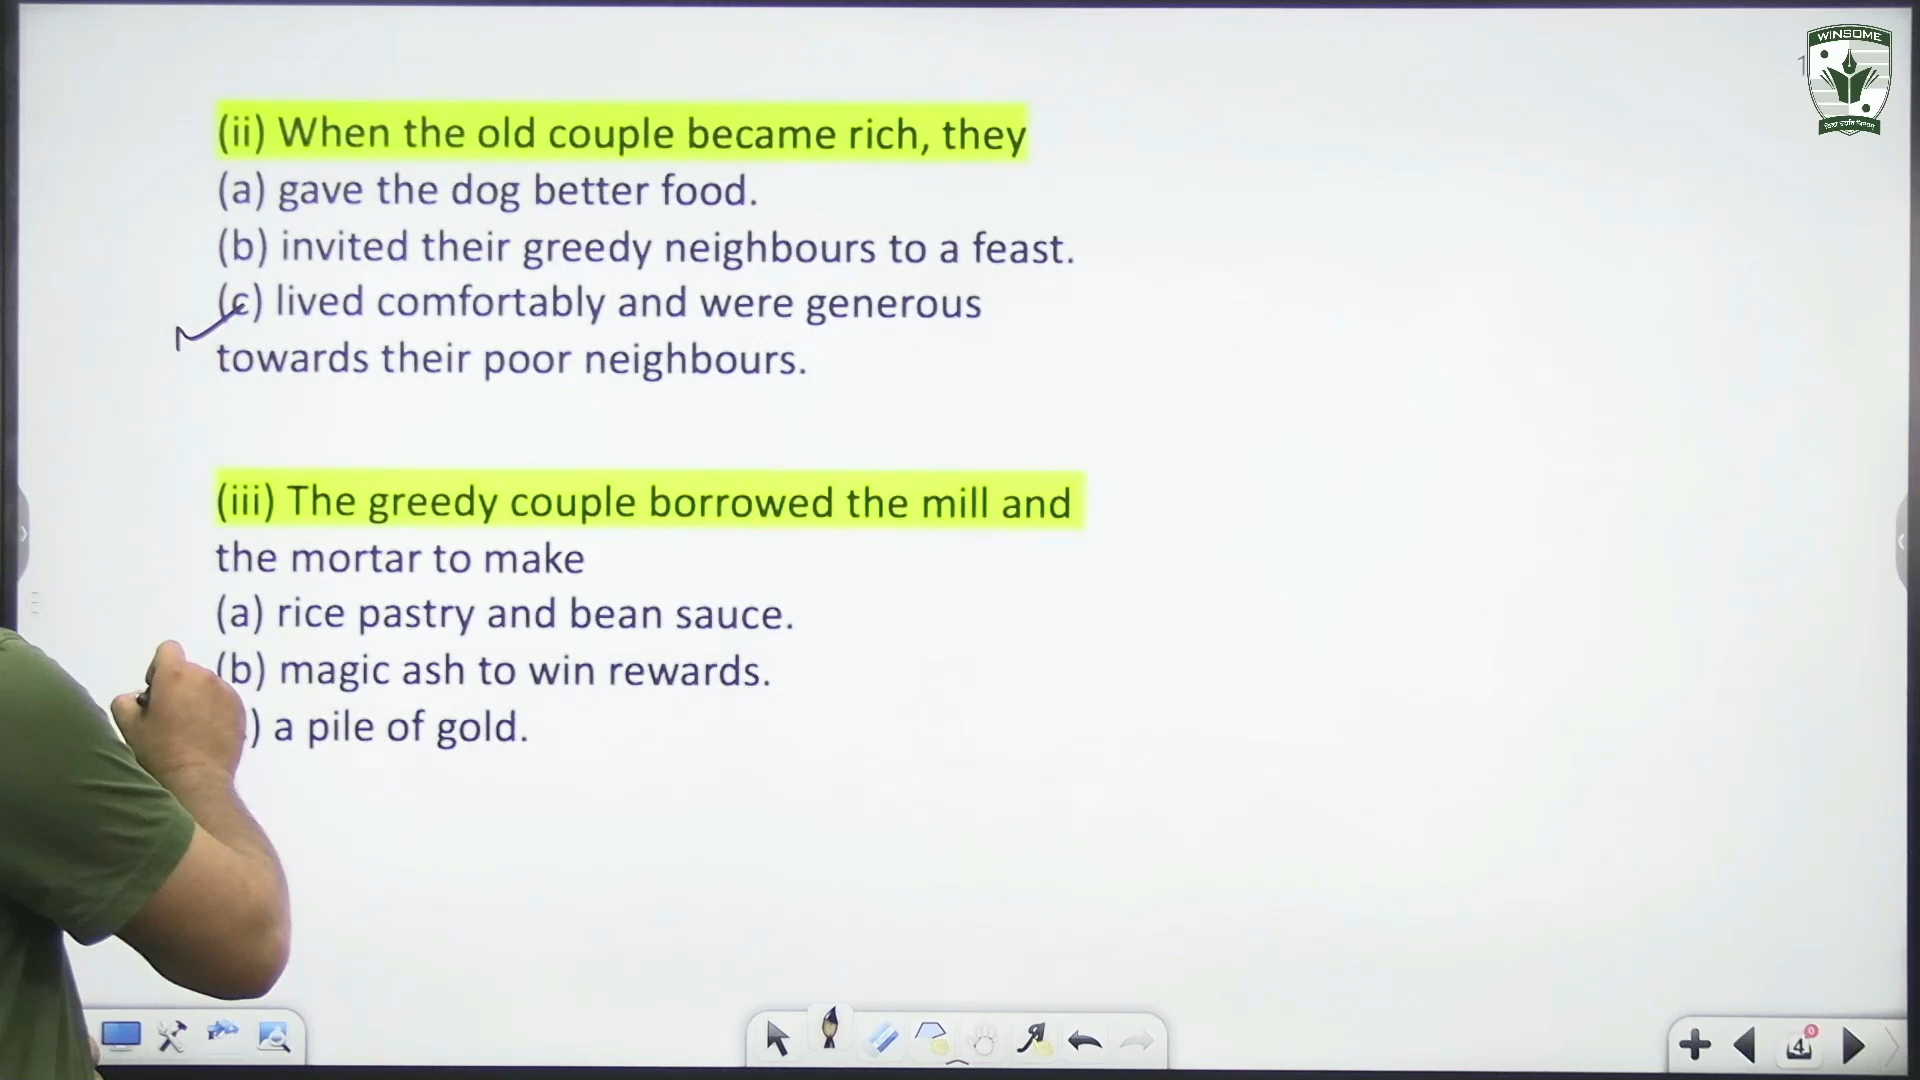 WINSOME
(ii) When the old couple became rich, they
(a) gave the dog better food.
(b) invited their greedy neighbours to a feast.
(c) lived comfortably and were generous
towards their poor neighbours.
(iii) The greedy couple borrowed the mill and
the mortar to make
(a) rice pastry and bean sauce.
(b) magic ash to win rewards.
) a pile of gold.
4
0